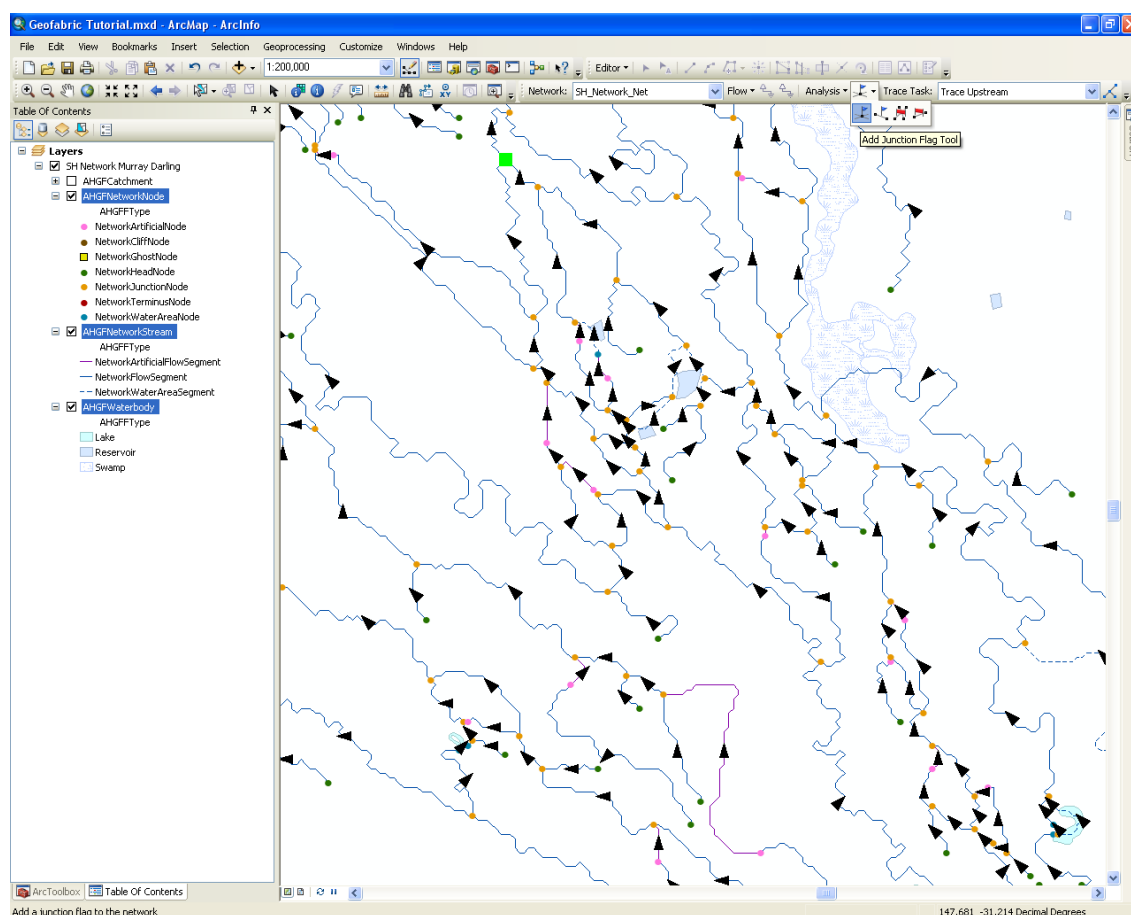 Geofabric Tutorial.mxd - ArcMap - ArcInfo
File Edit View Bookmarks Insert Selection Geoprocessing Customize Windows Help
1:200,000 Editor
Network: SH_Network_Net Flow Analysis Trace Task: Trace Upstream
Add Junction Flag Tool
Table Of Contents
Layers
SH Network Murray Darling
AHGFCatchment
AHGFNetworkNode
AHGFFType
NetworkArtificialNode
NetworkCliffNode
NetworkGhostNode
NetworkHeadNode
NetworkJunctionNode
NetworkTerminusNode
NetworkWaterAreaNode
AHGFNetworkStream
AHGFFType
NetworkArtificialFlowSegment
NetworkFlowSegment
NetworkWaterAreaSegment
AHGFWaterbody
AHGFFType
Lake
Reservoir
Swamp
ArcToolbox Table Of Contents
Add a junction flag to the network 147.681 -31.214 Decimal Degrees